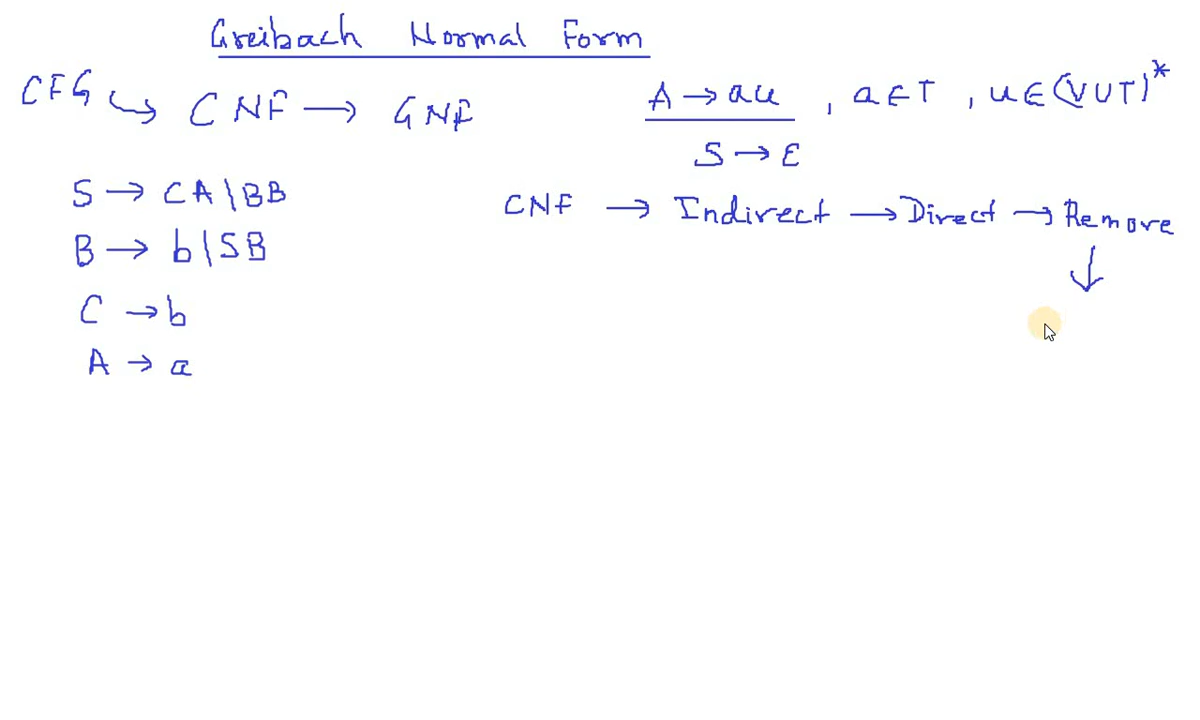 Greibach Normal Form
CFG ↪ CNF → GNF
A → au , a ∈ T , u ∈ (V ∪ T)*
S → ε
S → CA | BB
B → b | SB
C → b
A → a
CNF → Indirect → Direct → Remove
↓